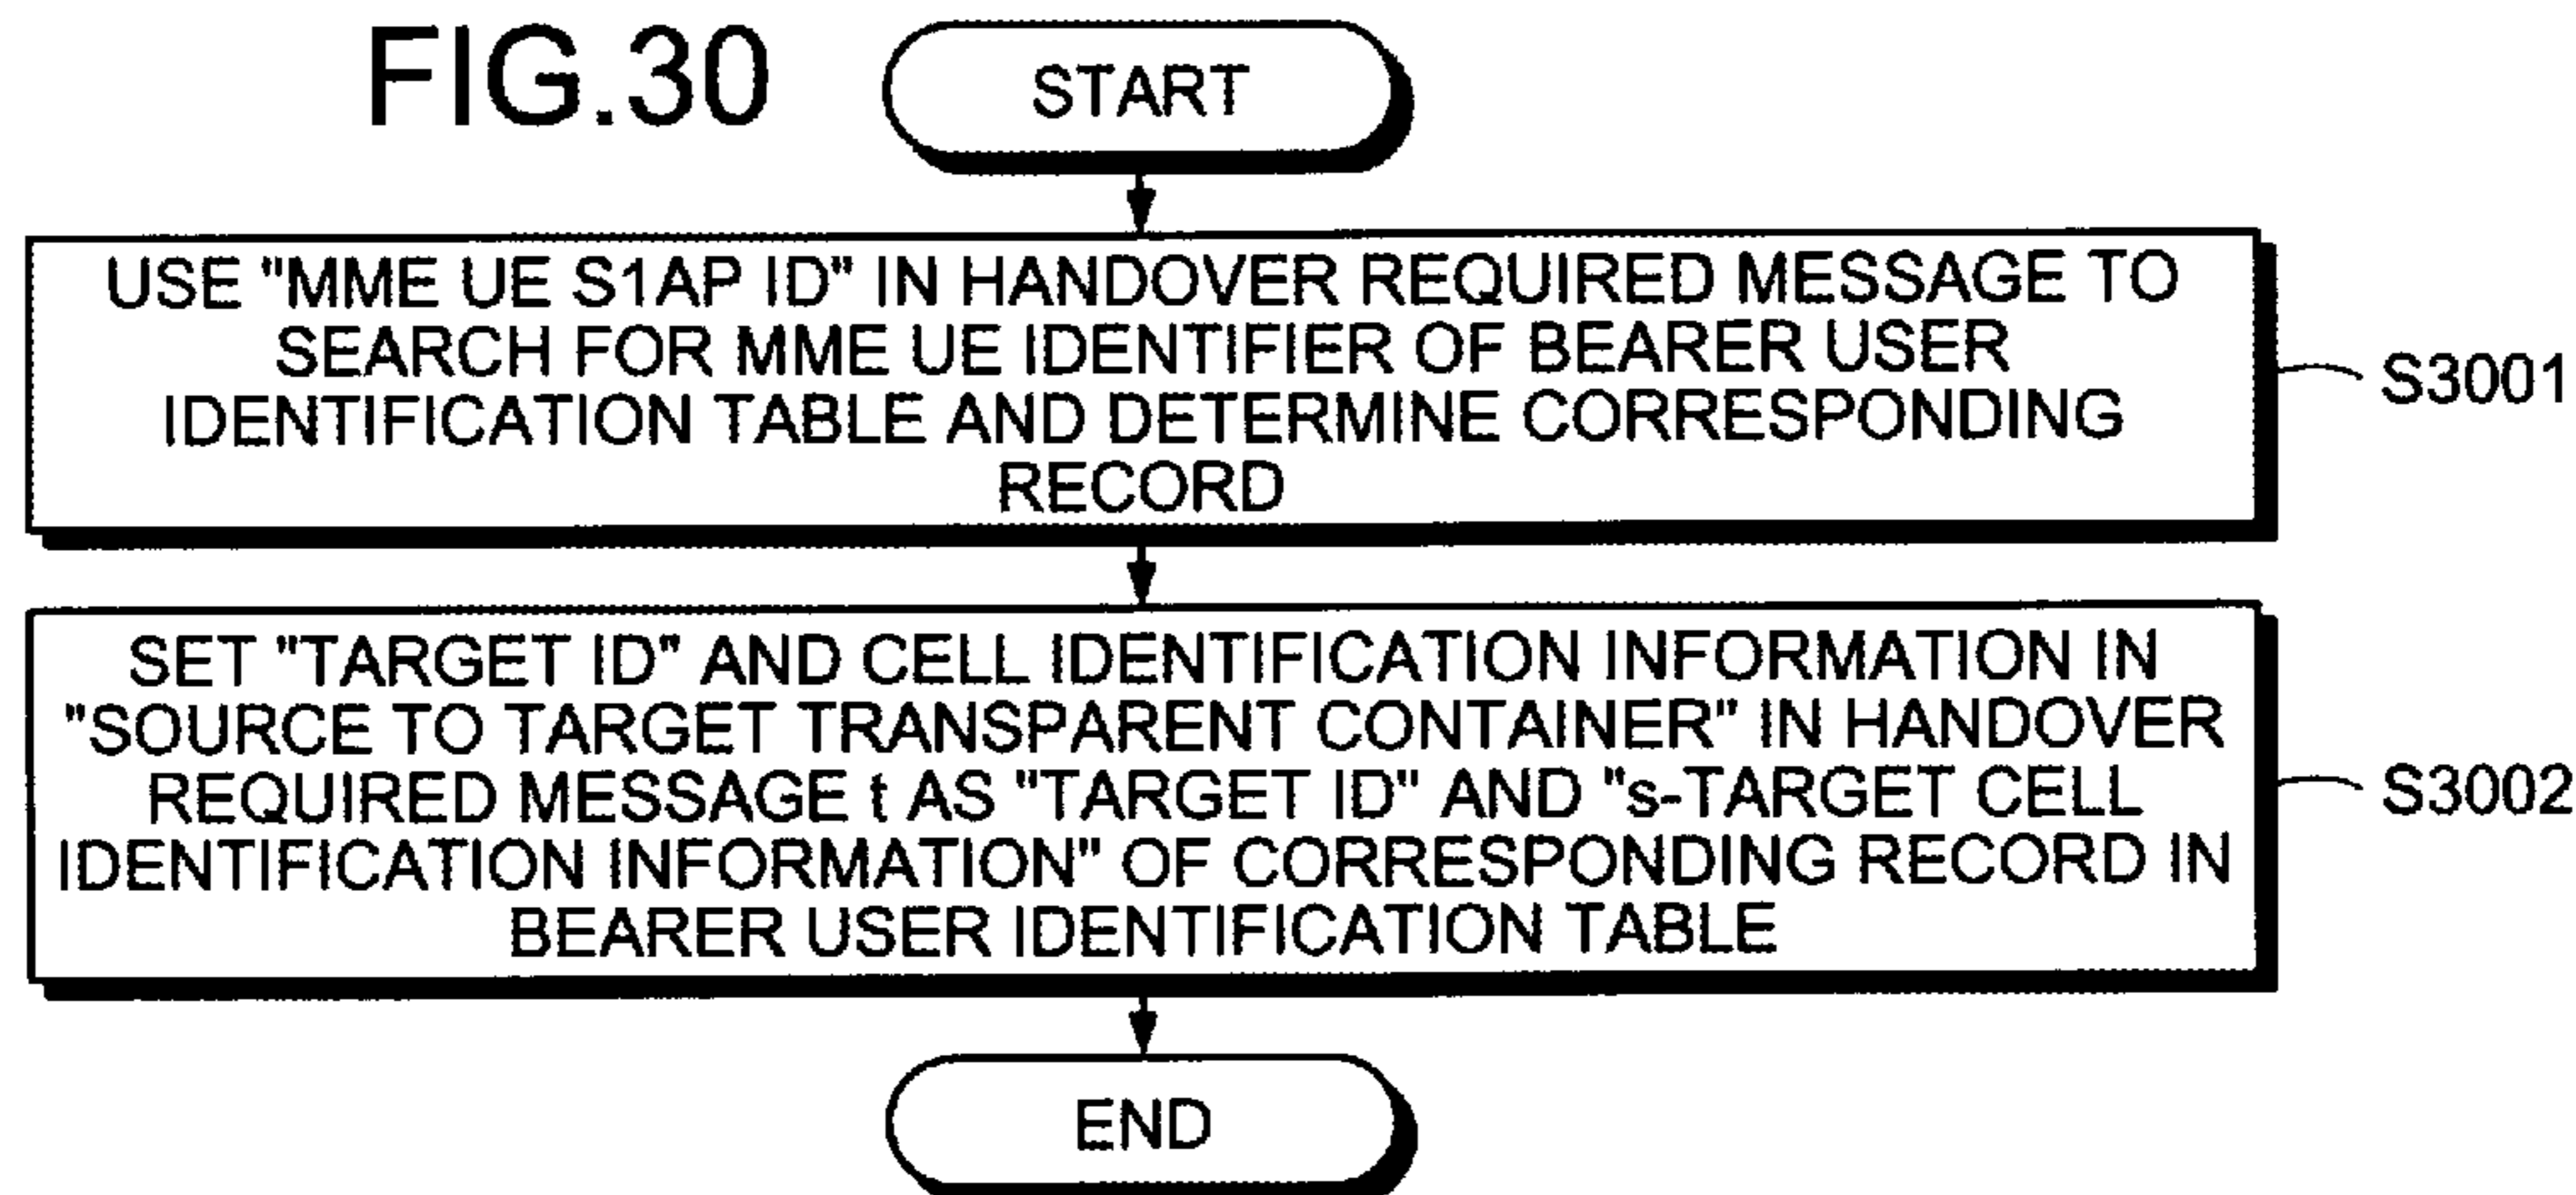 FIG.30
START
USE "MME UE S1AP ID" IN HANDOVER REQUIRED MESSAGE TO
SEARCH FOR MME UE IDENTIFIER OF BEARER USER
IDENTIFICATION TABLE AND DETERMINE CORRESPONDING
RECORD
S3001
SET "TARGET ID" AND CELL IDENTIFICATION INFORMATION IN
"SOURCE TO TARGET TRANSPARENT CONTAINER" IN HANDOVER
REQUIRED MESSAGE t AS "TARGET ID" AND "s-TARGET CELL
IDENTIFICATION INFORMATION" OF CORRESPONDING RECORD IN
BEARER USER IDENTIFICATION TABLE
S3002
END